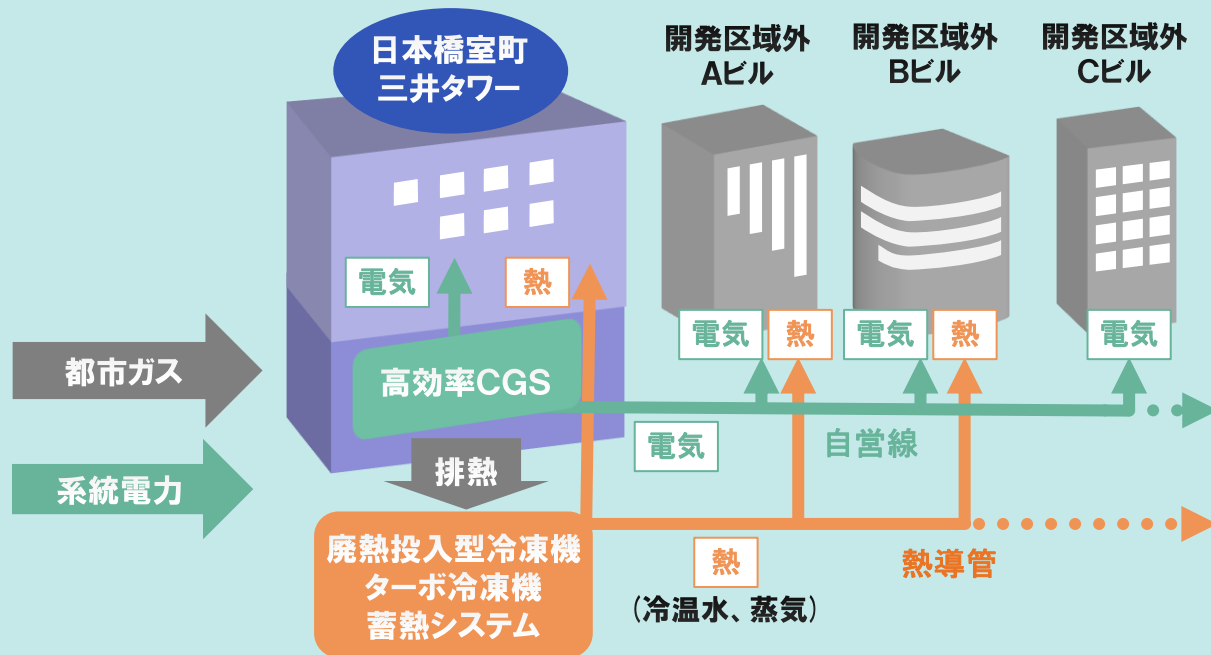 日本橋室町
三井タワー
開発区域外
Aビル
開発区域外
Bビル
開発区域外
Cビル
電気
熱
電気
熱
電気
熱
電気
都市ガス
高効率CGS
系統電力
排熱
電気
自営線
廃熱投入型冷凍機
ターボ冷凍機
蓄熱システム
熱
(冷温水、蒸気)
熱導管